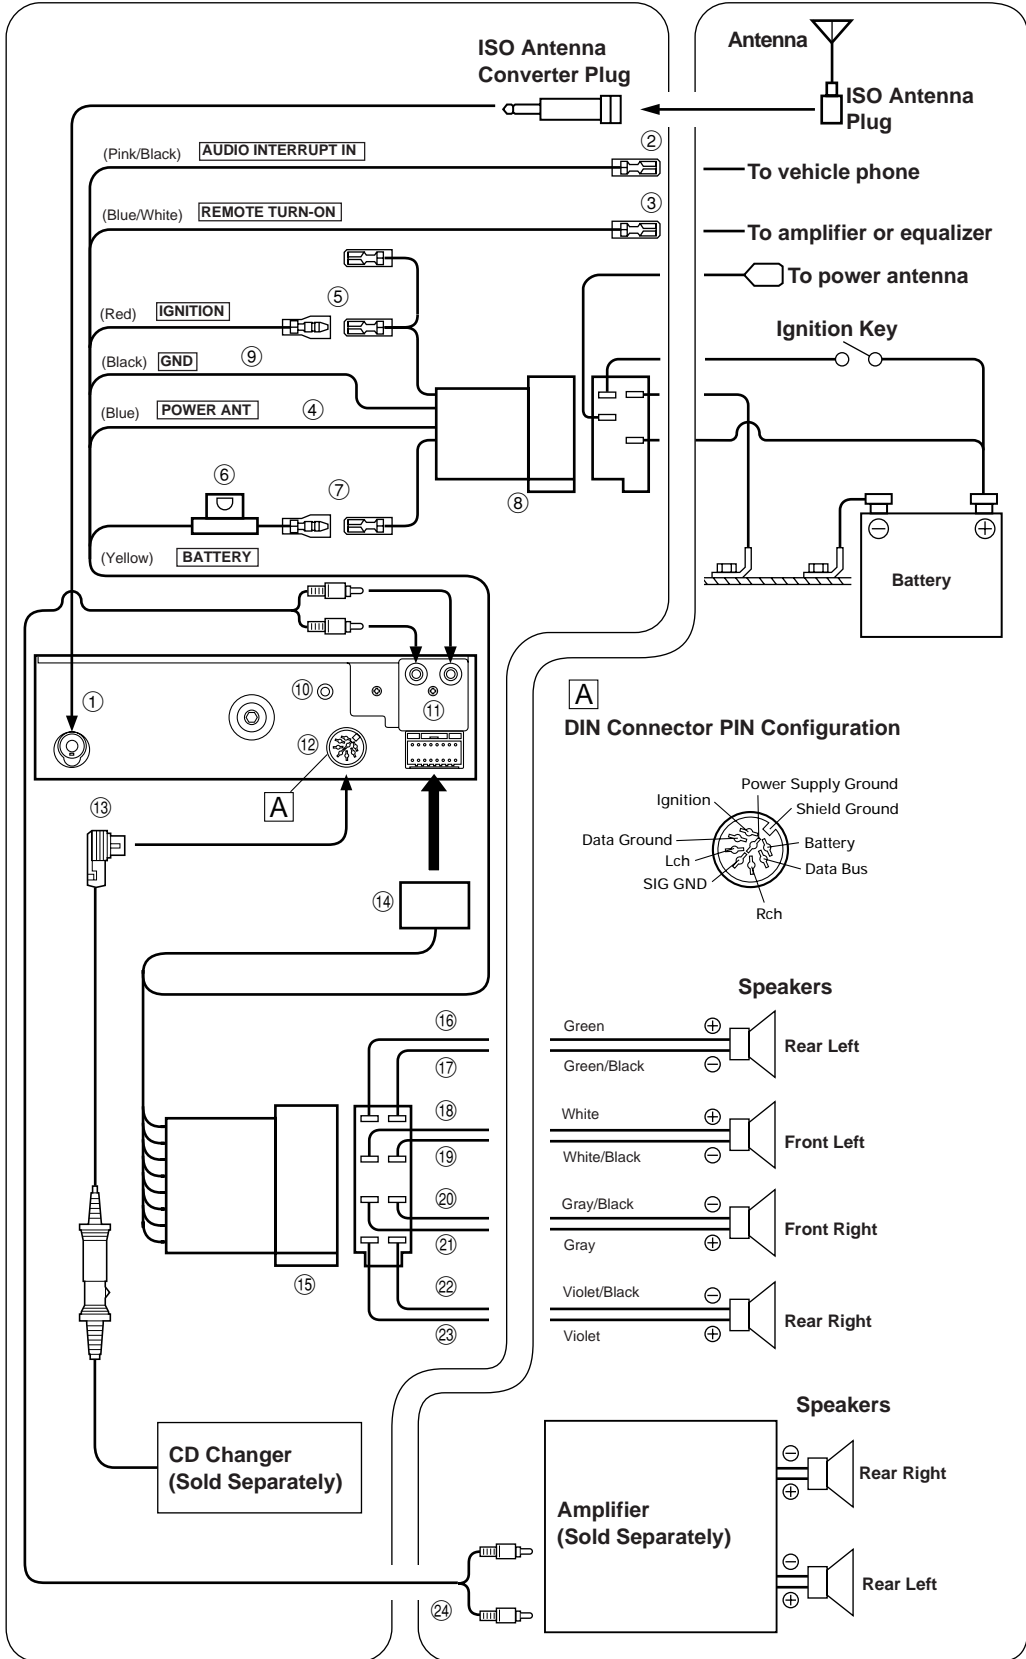 ISO Antenna
Converter Plug
Antenna
ISO Antenna
Plug
(Pink/Black) AUDIO INTERRUPT IN
②
To vehicle phone
(Blue/White) REMOTE TURN-ON
③
To amplifier or equalizer
To power antenna
⑤
(Red) IGNITION
Ignition Key
(Black) GND ⑨
(Blue) POWER ANT ④
⑥
⑦
⑧
(Yellow) BATTERY
⊖ ⊕
Battery
①
⑩
⑪
⑫
A
⑬
⑭
A
DIN Connector PIN Configuration
Power Supply Ground
Ignition
Shield Ground
Data Ground
Battery
Lch
Data Bus
SIG GND
Rch
Speakers
⑯ Green ⊕
Rear Left
⑰ Green/Black ⊖
⑱ White ⊕
Front Left
⑲ White/Black ⊖
⑳ Gray/Black ⊖
Front Right
㉑ Gray ⊕
⑮
㉒ Violet/Black ⊖
Rear Right
㉓ Violet ⊕
CD Changer
(Sold Separately)
Speakers
Amplifier
(Sold Separately)
⊖
Rear Right
⊕
⊖
Rear Left
⊕
㉔